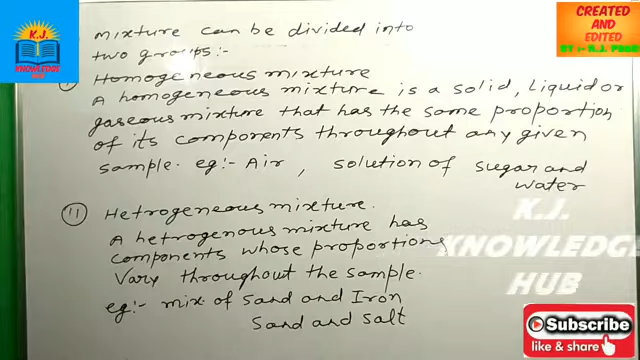 K.J.
KNOWLEDGE
HUB
CREATED
AND
EDITED
mixture can be divided into
two groups:-
Homogeneous mixture
A homogeneous mixture is a solid, liquid or
gaseous mixture that has the same proportion
of its components throughout any given
sample. eg:- Air, solution of sugar and
water
(11) Hetrogeneous mixture.
A hetrogenous mixture has
components whose proportions
vary throughout the sample.
eg:- mix. of Sand and Iron
Sand and Salt
K.J.
KNOWLEDGE
HUB
Subscribe
like & share